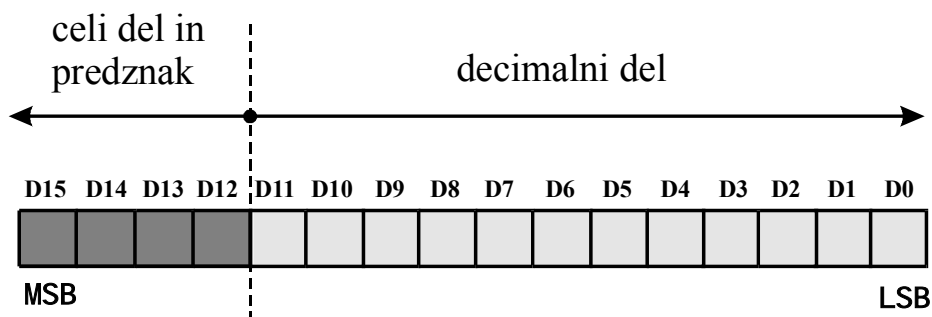 celi del in
predznak
decimalni del
D15 D14 D13 D12 D11 D10 D9 D8 D7 D6 D5 D4 D3 D2 D1 D0
MSB LSB